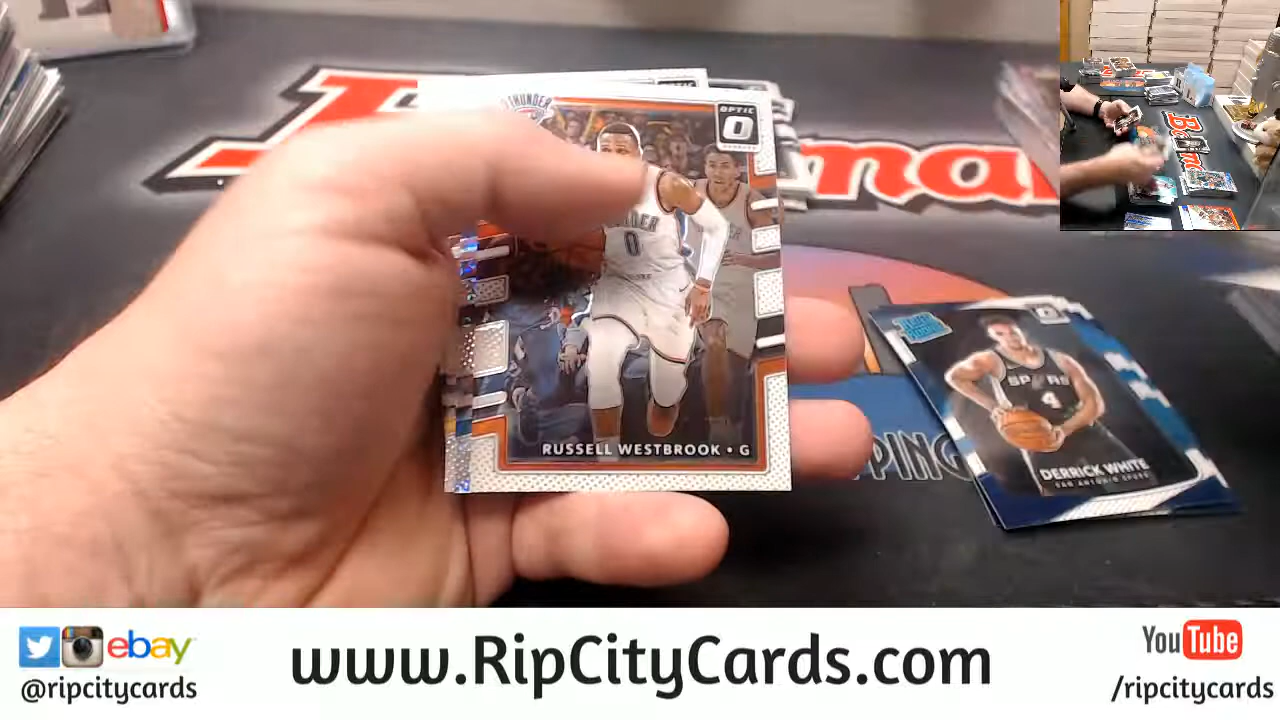 THUNDER
OPTIC
0
RUSSELL WESTBROOK • G
SPURS
4
DERRICK WHITE
SAN ANTONIO SPURS
PING
ebay
@ripcitycards
www.RipCityCards.com
YouTube
/ripcitycards